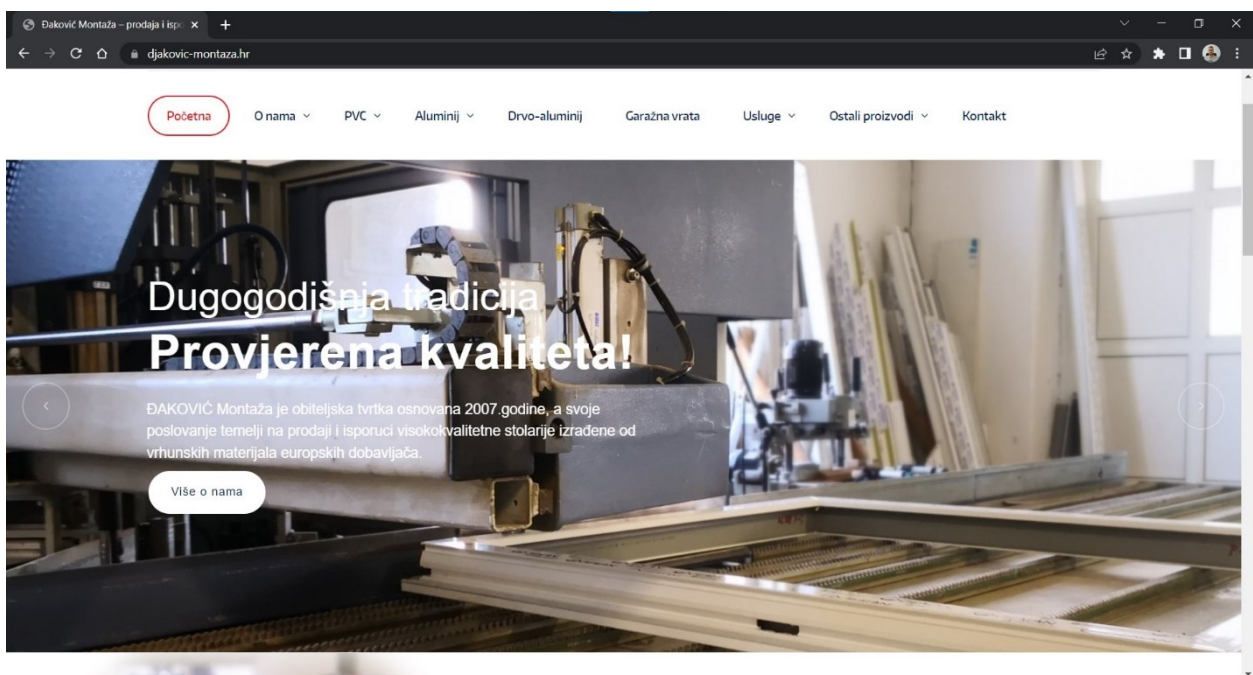 Đaković Montaža – prodaja i ispo
djakovic-montaza.hr
Početna O nama PVC Aluminij Drvo-aluminij Garažna vrata Usluge Ostali proizvodi Kontakt
Dugogodišnja tradicija
Provjerena kvaliteta!
ĐAKOVIĆ Montaža je obiteljska tvrtka osnovana 2007.godine, a svoje
poslovanje temelji na prodaji i isporuci visokokvalitetne stolarije izrađene od
vrhunskih materijala europskih dobavljača.
Više o nama